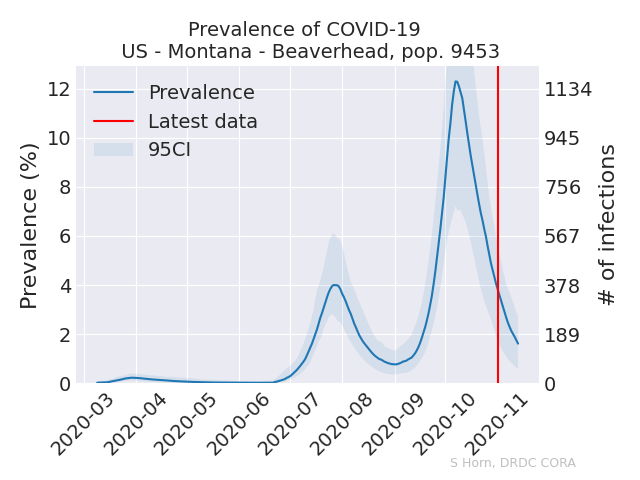 Prevalence of COVID-19
US - Montana - Beaverhead, pop. 9453
Prevalence
Latest data
95CI
Prevalence (%)
12
10
8
6
4
2
0
1134
945
756
567
378
189
0
# of infections
2020-03
2020-04
2020-05
2020-06
2020-07
2020-08
2020-09
2020-10
2020-11
S Horn, DRDC CORA